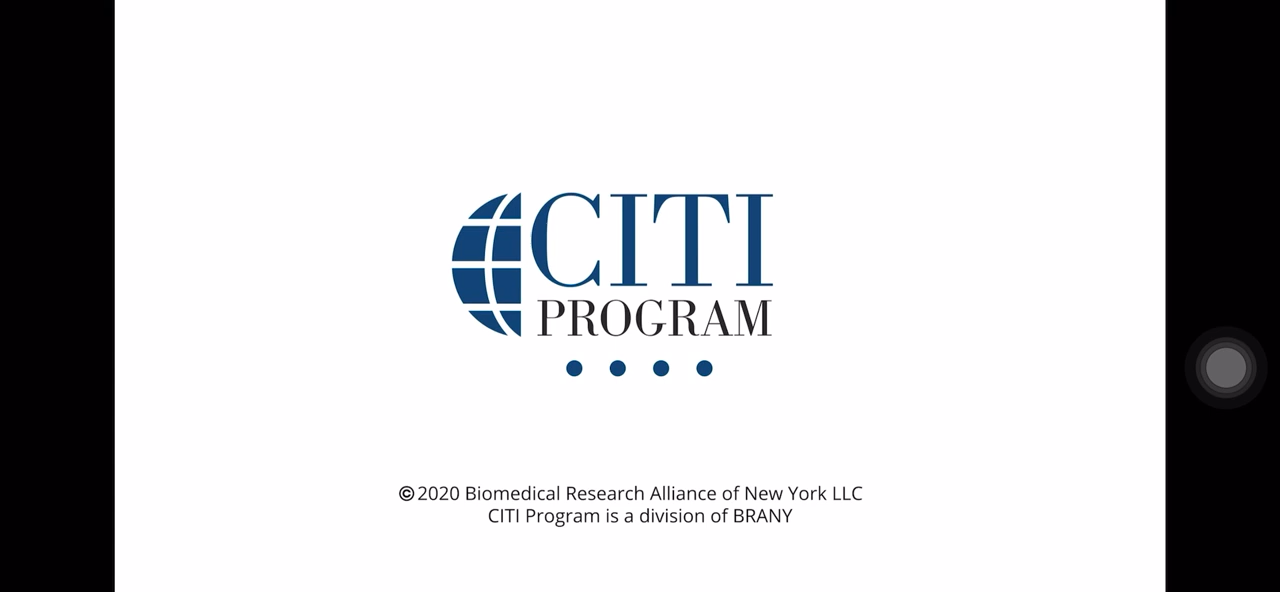 CITI
PROGRAM
©2020 Biomedical Research Alliance of New York LLC
CITI Program is a division of BRANY